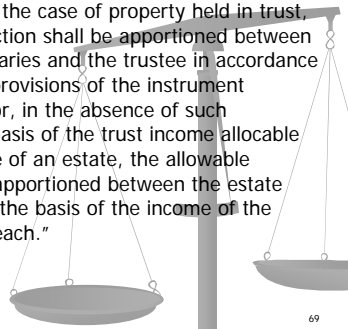 the case of property held in trust,
ction shall be apportioned between
aries and the trustee in accordance
rovisions of the instrument
or, in the absence of such
asis of the trust income allocable
e of an estate, the allowable
apportioned between the estate
the basis of the income of the
each."
69